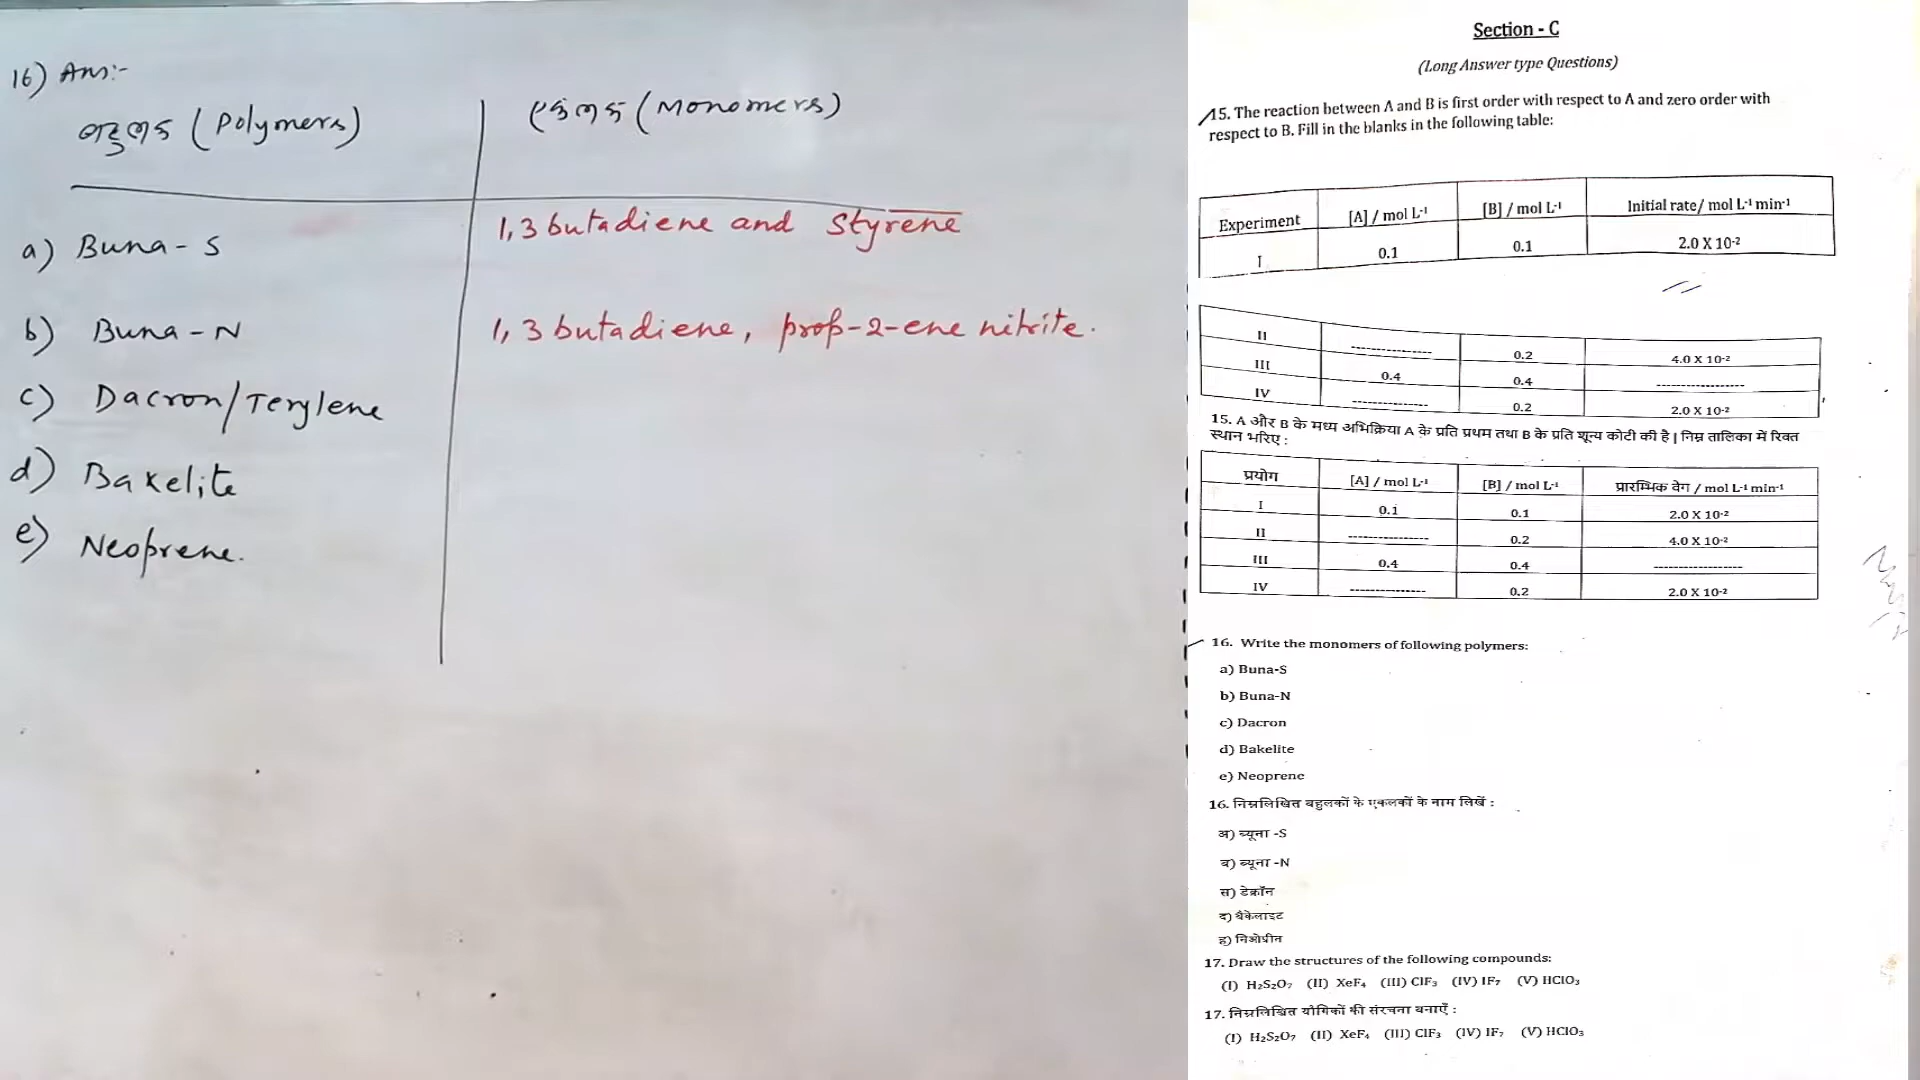 16) Ans:-
बहुलक (Polymers)
एकलक (Monomers)
a) Buna-S
1,3 butadiene and Styrene
b) Buna-N
1,3 butadiene, prop-2-ene nitrite.
c) Dacron/Terylene
d) Bakelite
e) Neoprene.
Section - C
(Long Answer type Questions)
15. The reaction between A and B is first order with respect to A and zero order with
respect to B. Fill in the blanks in the following table:
Experiment [A] / mol L-1 [B] / mol L-1 Initial rate/ mol L-1 min-1
I 0.1 0.1 2.0 X 10-2
II --------------- 0.2 4.0 X 10-2
III 0.4 0.4 -----------------
IV -------------- 0.2 2.0 X 10-2
15. A और B के मध्य अभिक्रिया A के प्रति प्रथम तथा B के प्रति शून्य कोटी की है | निम्न तालिका में रिक्त
स्थान भरिए :
प्रयोग [A] / mol L-1 [B] / mol L-1 प्रारम्भिक वेग / mol L-1 min-1
I 0.1 0.1 2.0 X 10-2
II --------------- 0.2 4.0 X 10-2
III 0.4 0.4 -----------------
IV -------------- 0.2 2.0 X 10-2
16. Write the monomers of following polymers:
a) Buna-S
b) Buna-N
c) Dacron
d) Bakelite
e) Neoprene
16. निम्नलिखित बहुलकों के एकलकों के नाम लिखें :
अ) ब्यूना -S
ब) ब्यूना -N
स) डेक्रॉन
द) बैकेलाइट
ह) निओप्रीन
17. Draw the structures of the following compounds:
(I) H₂S₂O₇ (II) XeF₄ (III) ClF₃ (IV) IF₇ (V) HClO₃
17. निम्नलिखित यौगिकों की संरचना बनाएँ :
(I) H₂S₂O₇ (II) XeF₄ (III) ClF₃ (IV) IF₇ (V) HClO₃